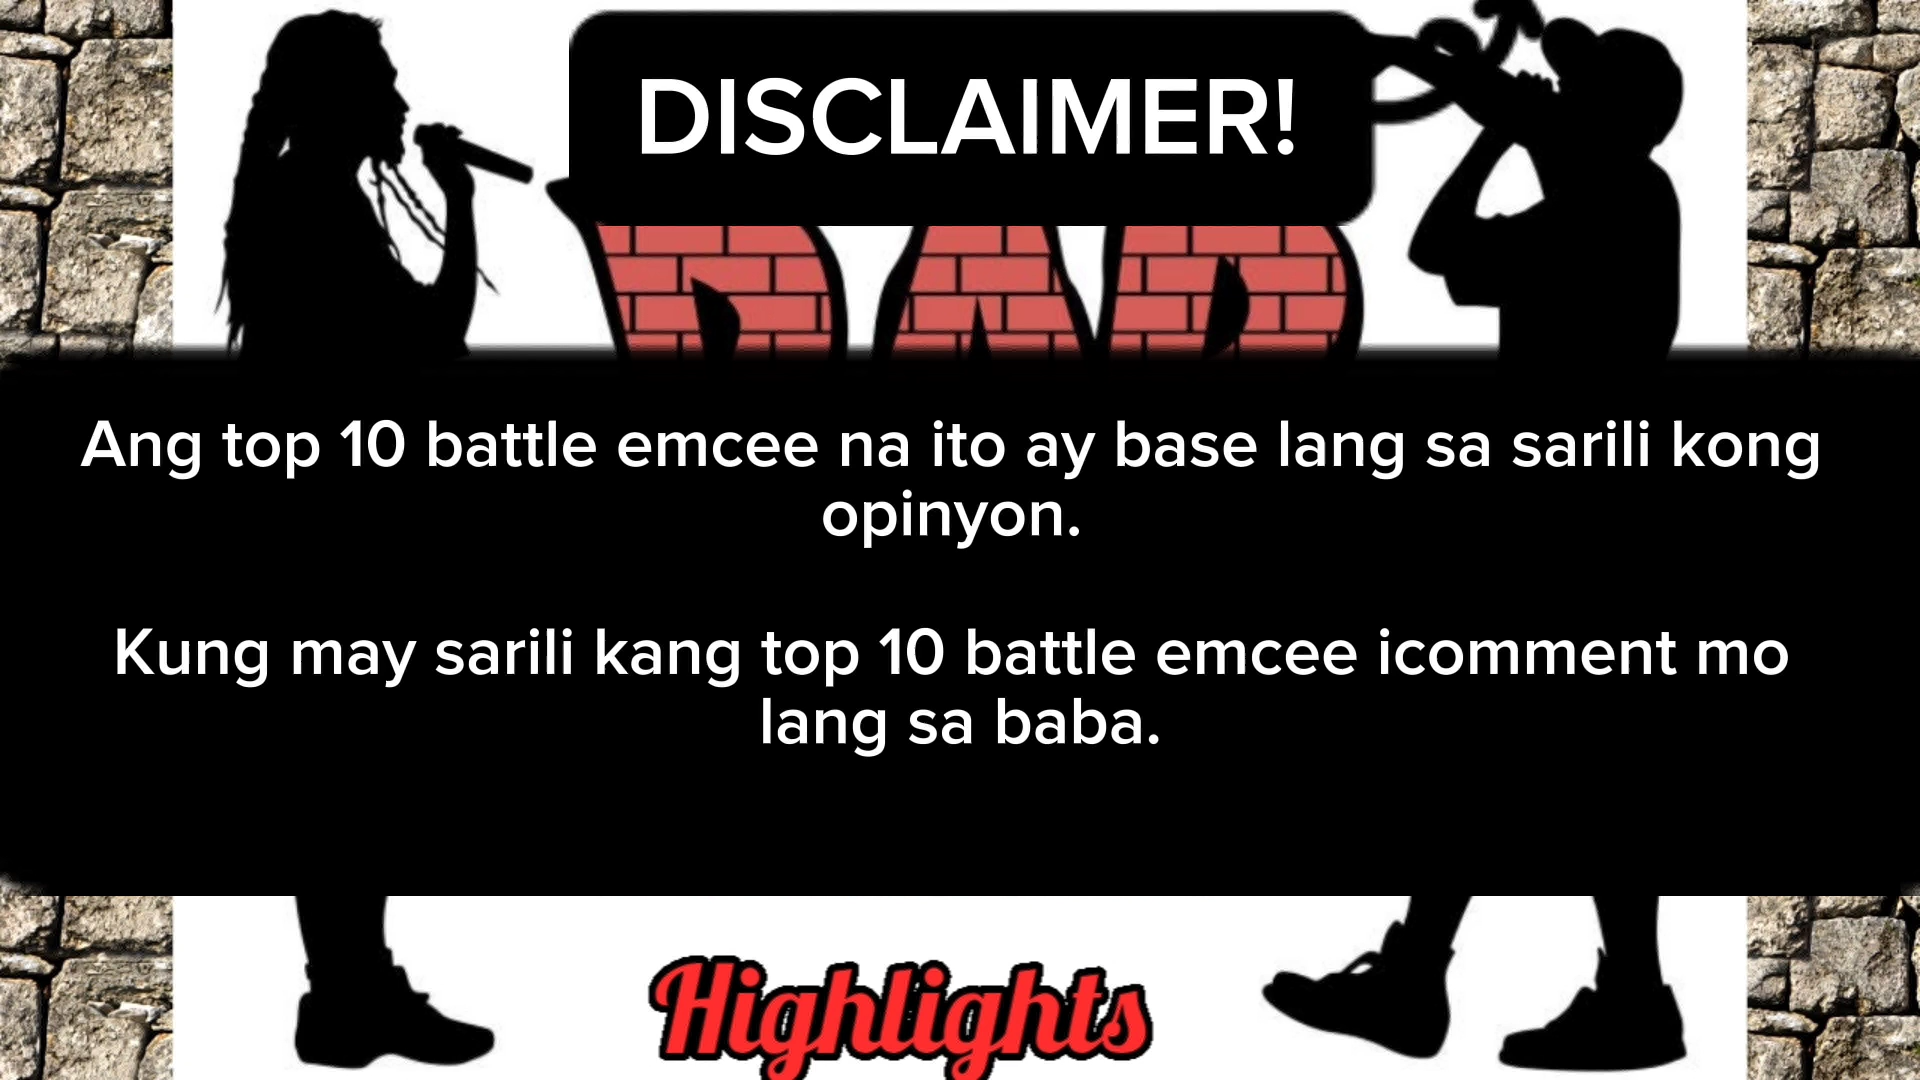 DISCLAIMER!
Ang top 10 battle emcee na ito ay base lang sa sarili kong
opinyon.
Kung may sarili kang top 10 battle emcee icomment mo
lang sa baba.
Highlights